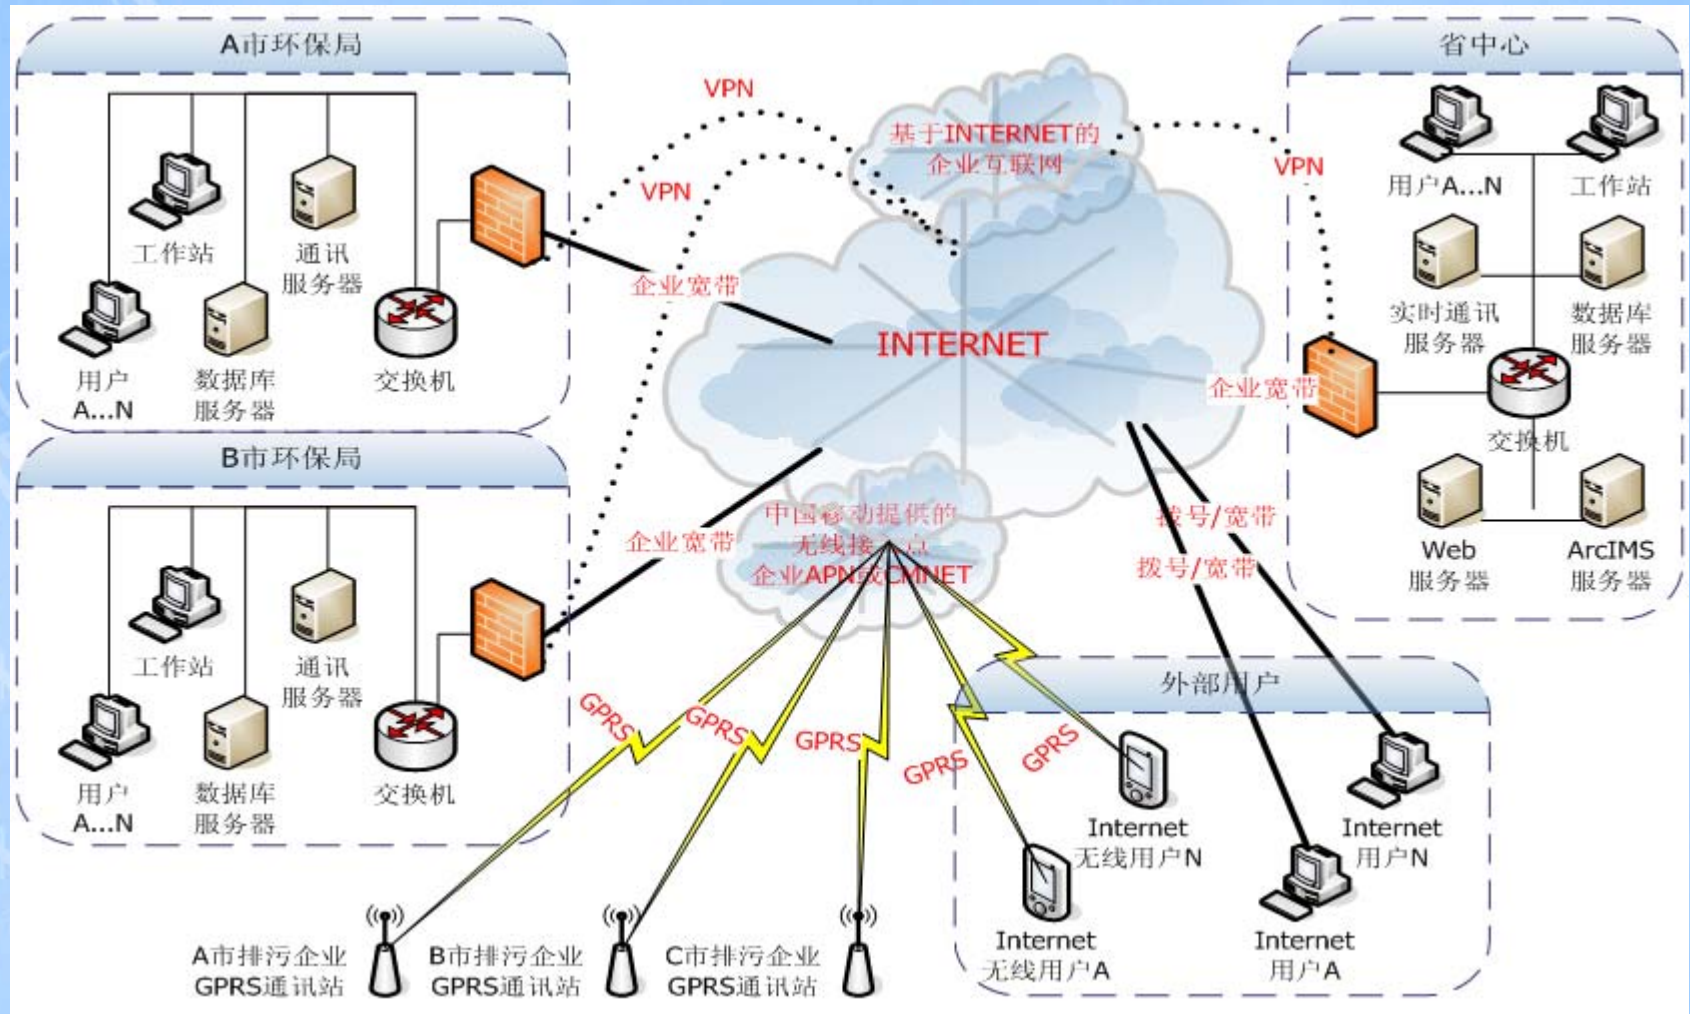 A市环保局
工作站
通讯
服务器
用户
A...N
数据库
服务器
交换机
B市环保局
工作站
通讯
服务器
用户
A...N
数据库
服务器
交换机
VPN
VPN
企业宽带
企业宽带
基于INTERNET的
企业互联网
INTERNET
中国移动提供的
无线接入点
企业APN或CMNET
VPN
企业宽带
拨号/宽带
拨号/宽带
省中心
用户A...N
工作站
实时通讯
服务器
数据库
服务器
交换机
Web
服务器
ArcIMS
服务器
GPRS
GPRS
GPRS
GPRS
GPRS
外部用户
Internet
无线用户N
Internet
用户N
Internet
无线用户A
Internet
用户A
A市排污企业
GPRS通讯站
B市排污企业
GPRS通讯站
C市排污企业
GPRS通讯站